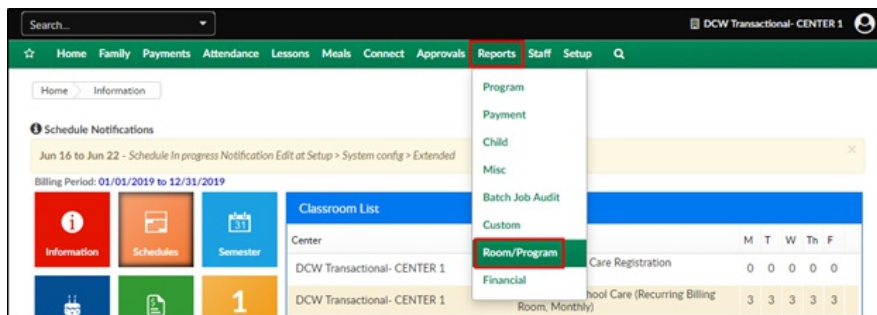 Search...
DCW Transactional- CENTER 1
Home Family Payments Attendance Lessons Meals Connect Approvals Reports Staff Setup
Home Information
Program
Payment
Child
Misc
Batch Job Audit
Custom
Room/Program
Financial
Schedule Notifications
Jun 16 to Jun 22 - Schedule In progress Notification Edit at Setup > System config > Extended
Billing Period: 01/01/2019 to 12/31/2019
Information
Schedules
31
Semester
1
Classroom List
Center M T W Th F
DCW Transactional- CENTER 1 Care Registration 0 0 0 0 0
DCW Transactional- CENTER 1 hool Care (Recurring Billing 3 3 3 3 3
Room, Monthly)